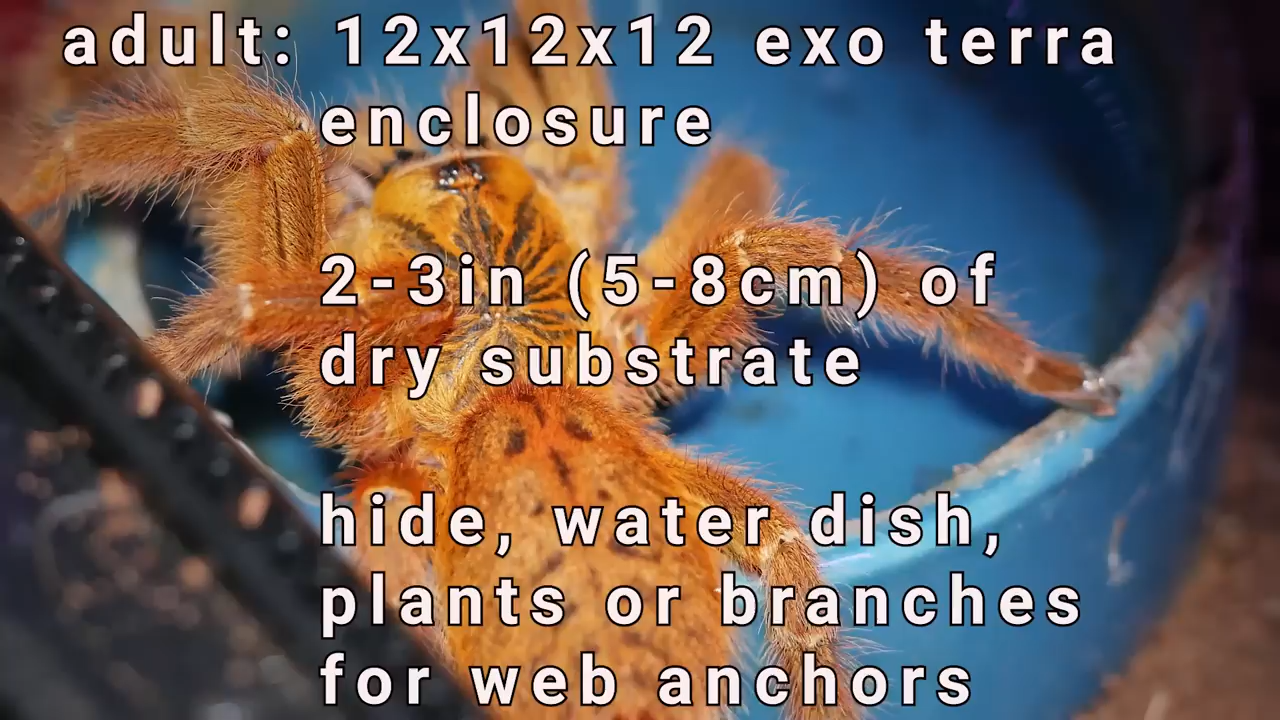 adult: 12x12x12 exo terra
enclosure
2-3in (5-8cm) of
dry substrate
hide, water dish,
plants or branches
for web anchors